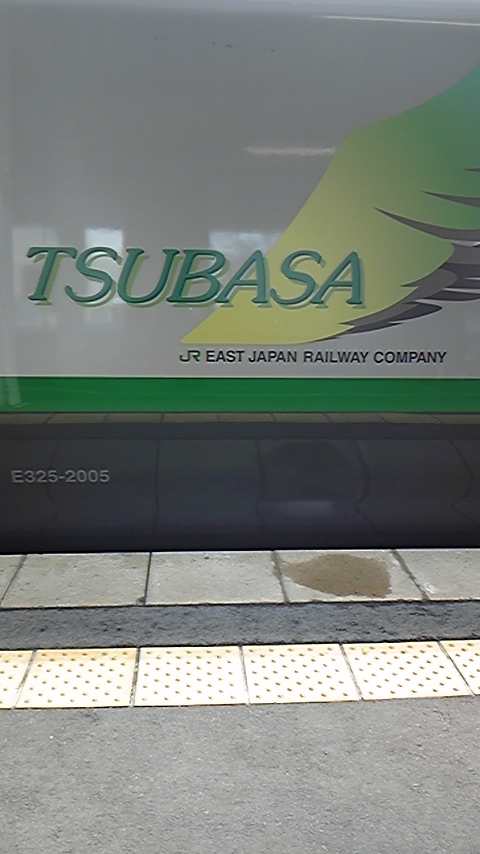 TSUBASA
JR EAST JAPAN RAILWAY COMPANY
E325-2005